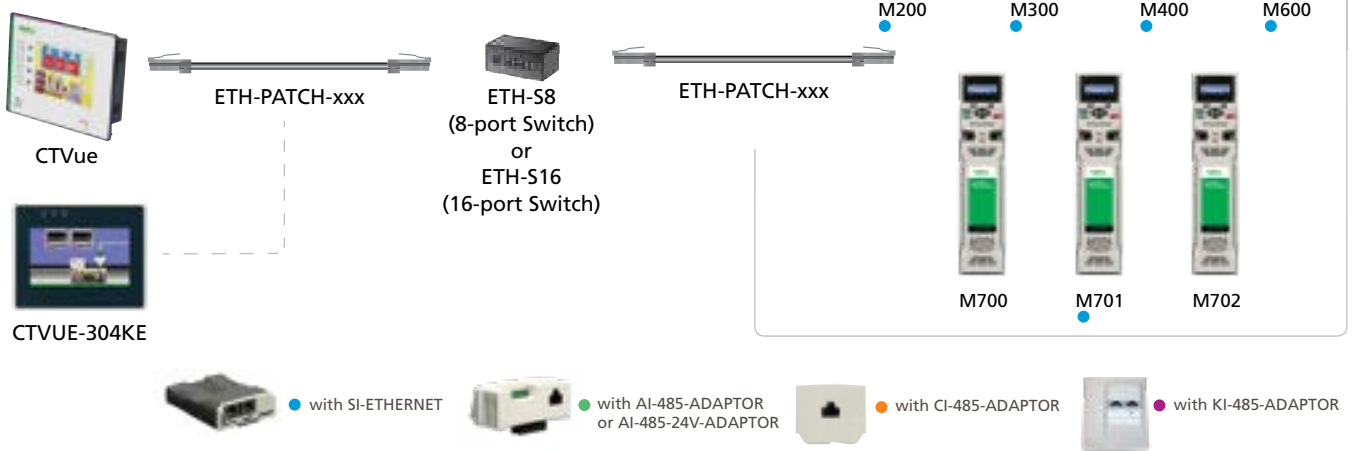 M200
M300
M400
M600
ETH-PATCH-xxx
ETH-S8
(8-port Switch)
or
ETH-S16
(16-port Switch)
ETH-PATCH-xxx
CTVue
CTVUE-304KE
M700
M701
M702
with SI-ETHERNET
with AI-485-ADAPTOR
or AI-485-24V-ADAPTOR
with CI-485-ADAPTOR
with KI-485-ADAPTOR